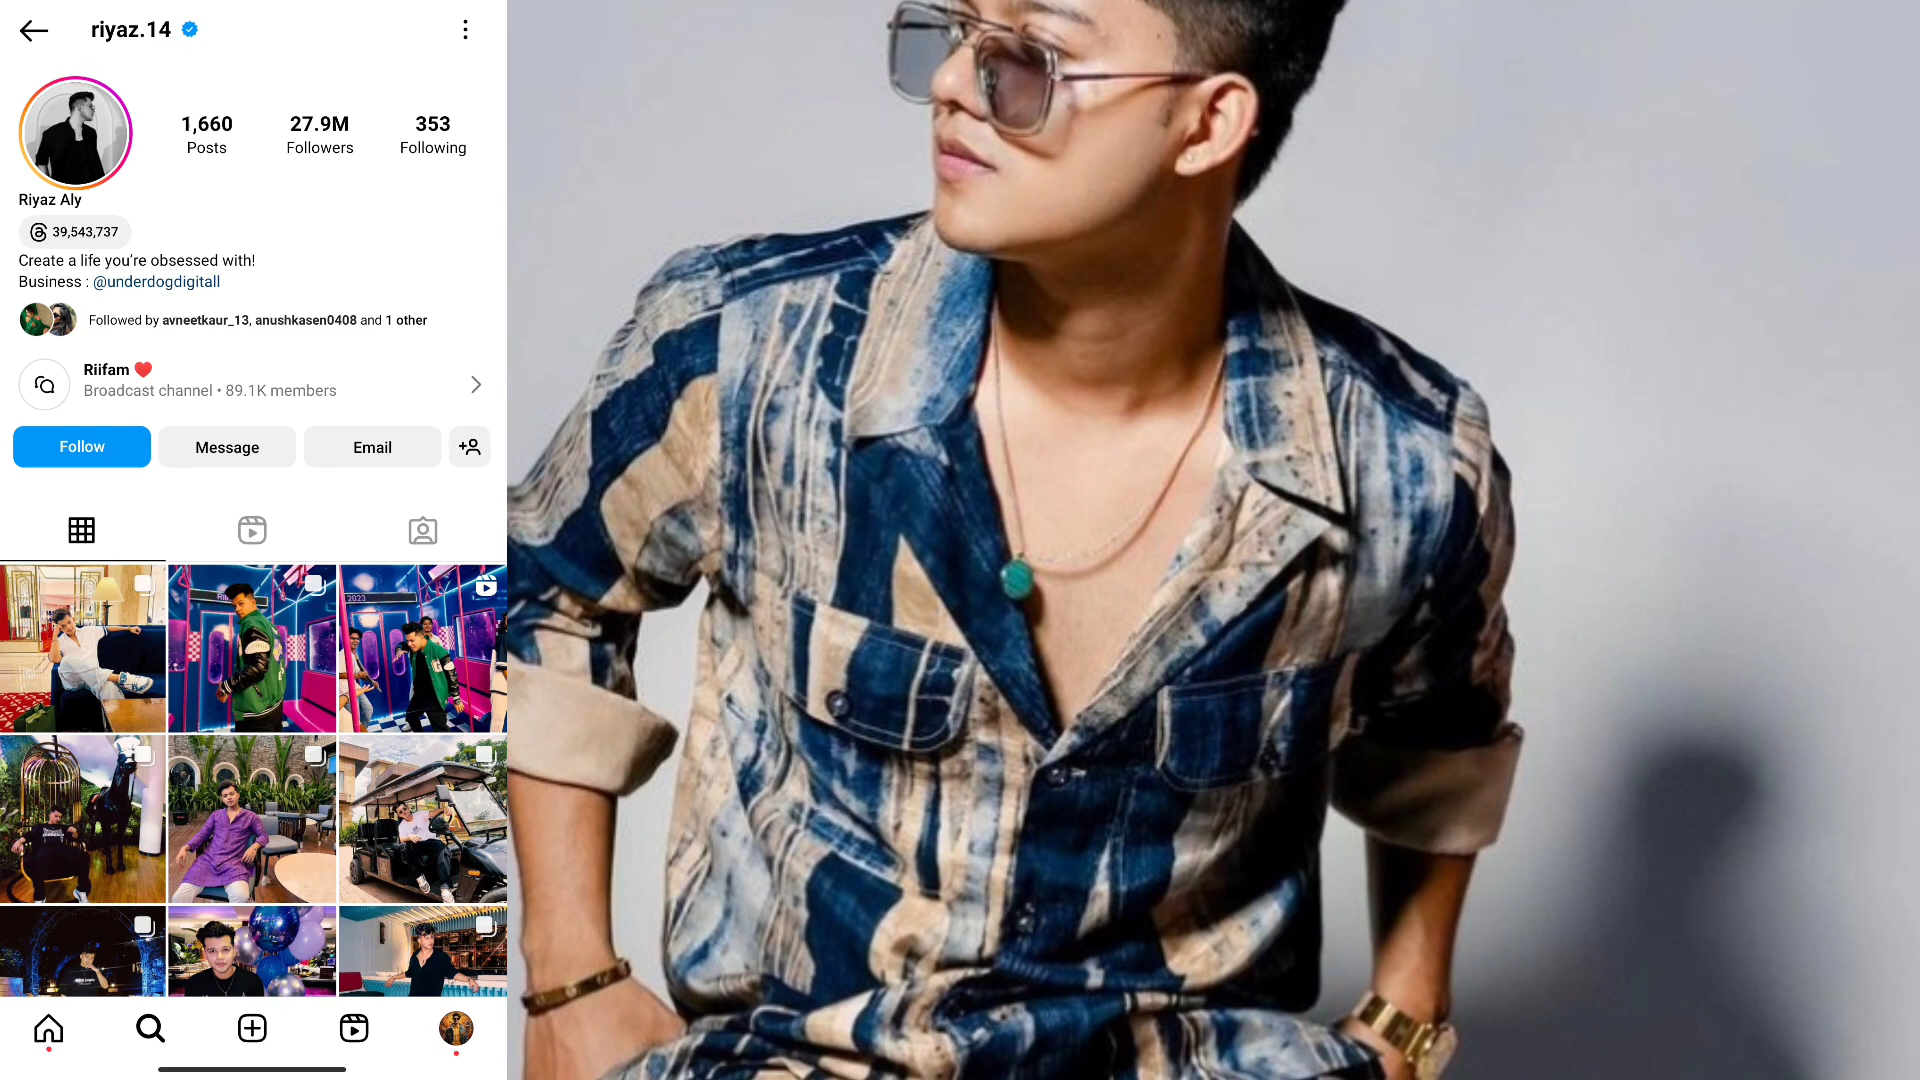 riyaz.14
1,660
Posts
27.9M
Followers
353
Following
Riyaz Aly
39,543,737
Create a life you're obsessed with!
Business : @underdogdigitall
Followed by avneetkaur_13, anushkasen0408 and 1 other
Riifam ❤️
Broadcast channel • 89.1K members
Follow
Message
Email
2023